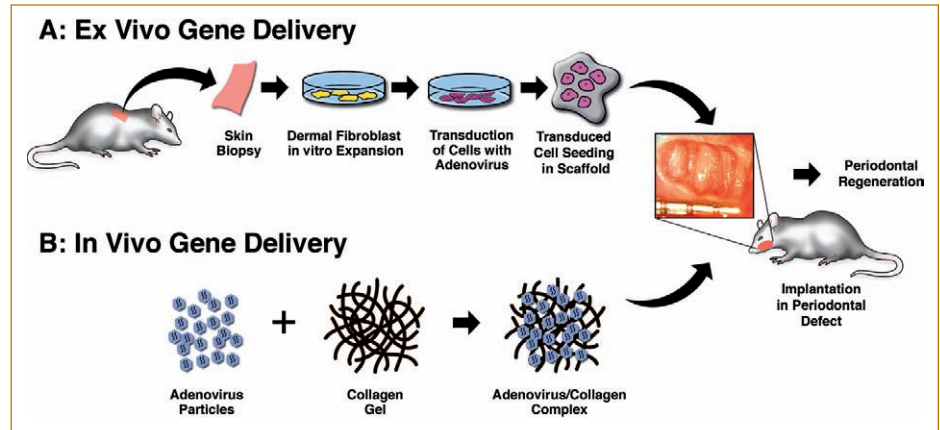 A: Ex Vivo Gene Delivery
Skin
Biopsy
Dermal Fibroblast
in vitro Expansion
Transduction
of Cells with
Adenovirus
Transduced
Cell Seeding
in Scaffold
Periodontal
Regeneration
B: In Vivo Gene Delivery
Implantation
in Periodontal
Defect
Adenovirus
Particles
Collagen
Gel
Adenovirus/Collagen
Complex